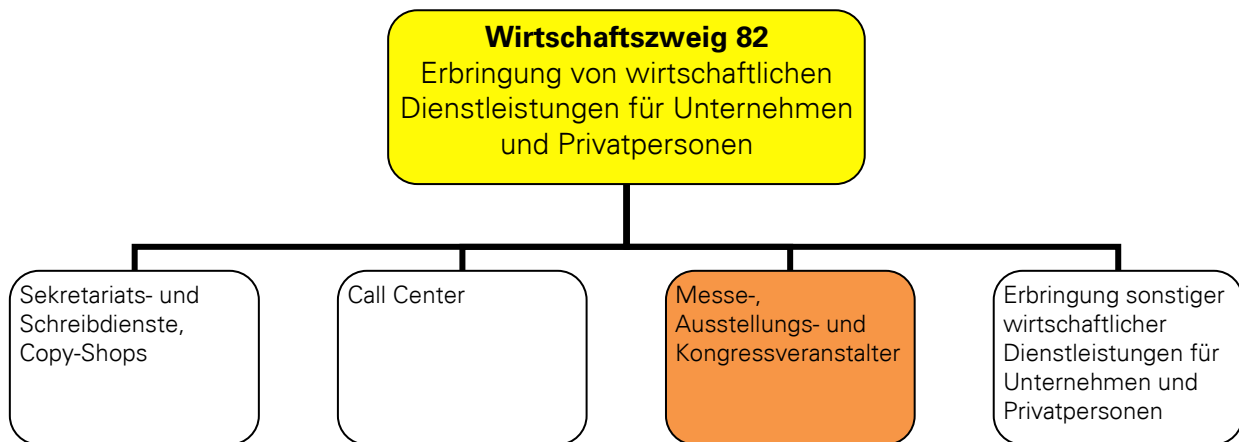 Wirtschaftszweig 82
Erbringung von wirtschaftlichen
Dienstleistungen für Unternehmen
und Privatpersonen
Sekretariats- und
Schreibdienste,
Copy-Shops
Call Center
Messe-,
Ausstellungs- und
Kongressveranstalter
Erbringung sonstiger
wirtschaftlicher
Dienstleistungen für
Unternehmen und
Privatpersonen